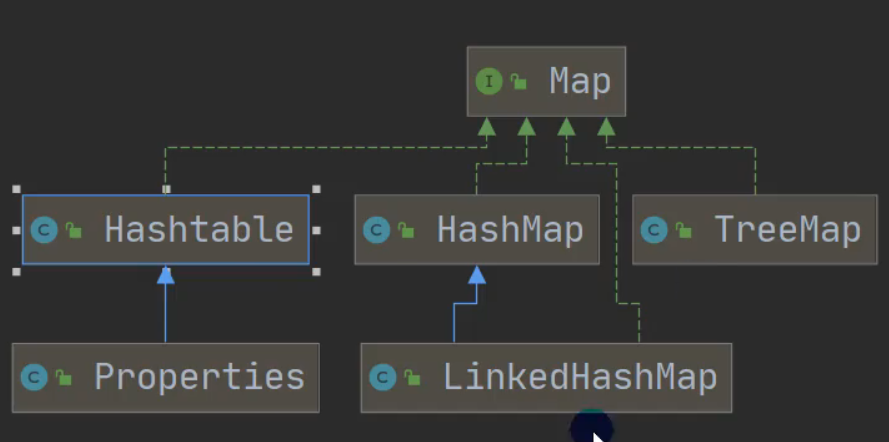 I Map
C Hashtable
C HashMap
C TreeMap
C Properties
C LinkedHashMap